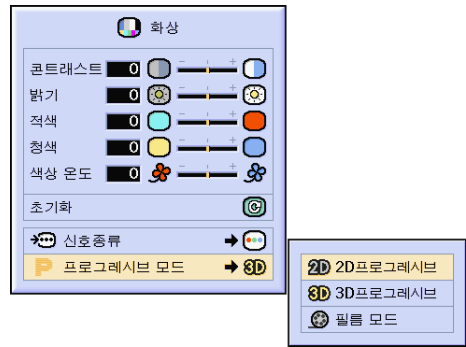 화상
콘트래스트 0 - +
밝기 0 - +
적색 0 - +
청색 0 - +
색상 온도 0 - +
초기화
신호종류
P 프로그레시브 모드 3D
2D 2D프로그레시브
3D 3D프로그레시브
필름 모드